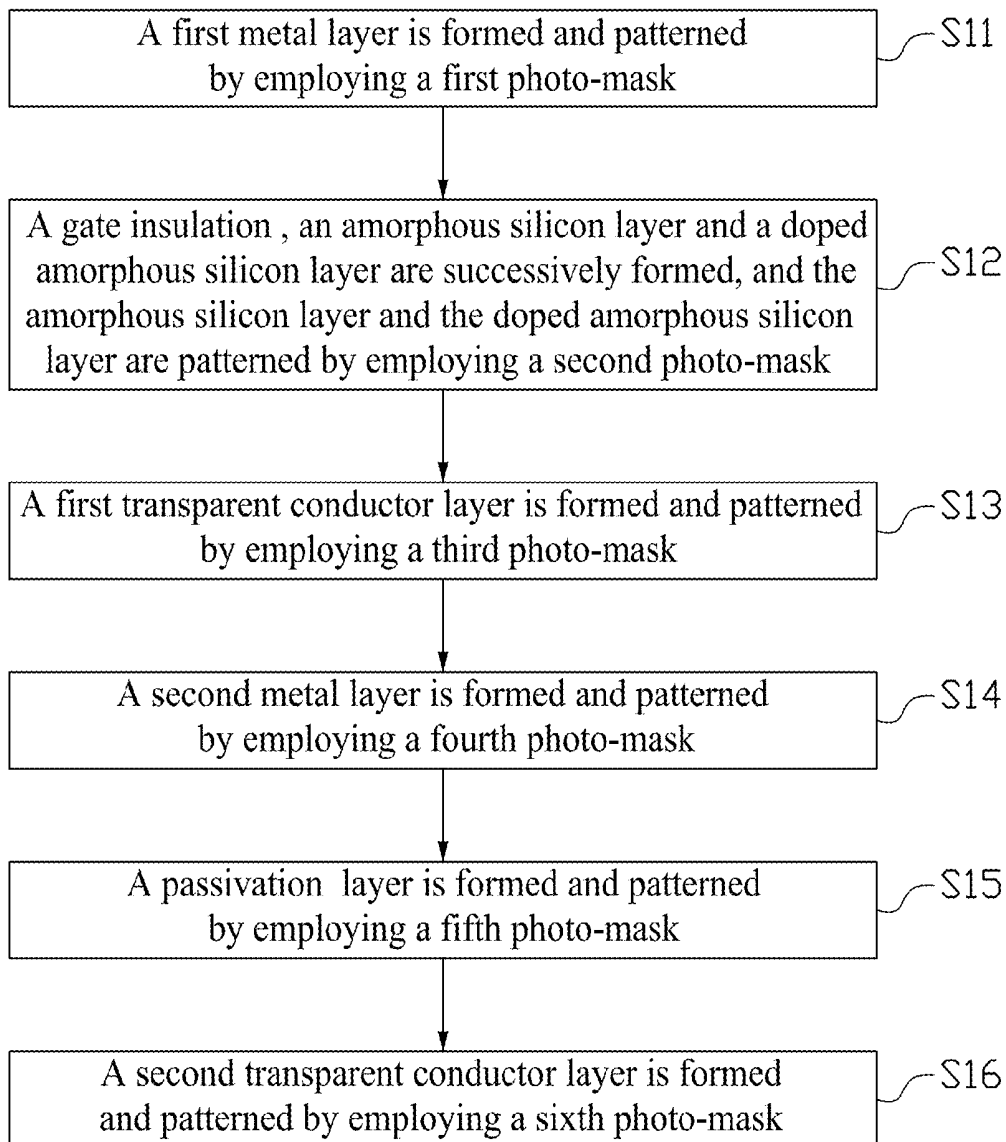 A first metal layer is formed and patterned
by employing a first photo-mask
S11
A gate insulation , an amorphous silicon layer and a doped
amorphous silicon layer are successively formed, and the
amorphous silicon layer and the doped amorphous silicon
layer are patterned by employing a second photo-mask
S12
A first transparent conductor layer is formed and patterned
by employing a third photo-mask
S13
A second metal layer is formed and patterned
by employing a fourth photo-mask
S14
A passivation layer is formed and patterned
by employing a fifth photo-mask
S15
A second transparent conductor layer is formed
and patterned by employing a sixth photo-mask
S16